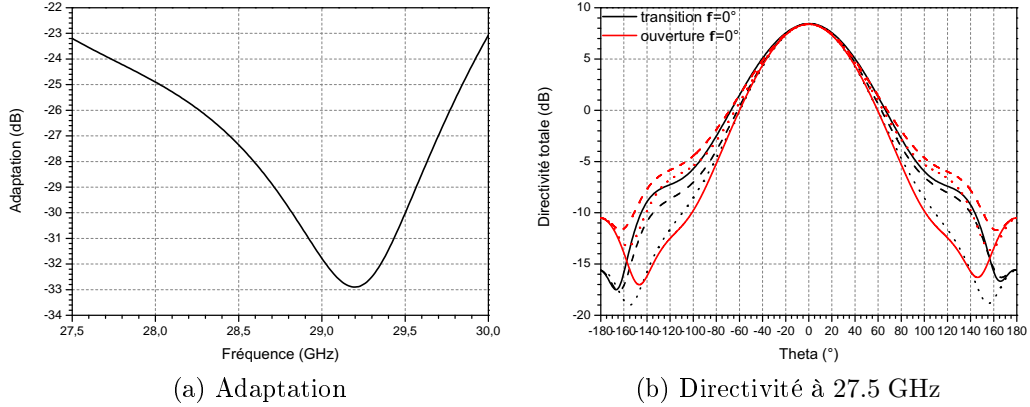 -22
-23
-24
-25
-26
-27
-28
-29
-30
-31
-32
-33
-34
27,5 28,0 28,5 29,0 29,5 30,0
Adaptation (dB)
Fréquence (GHz)
(a) Adaptation
transition f=0°
ouverture f=0°
10
5
0
-5
-10
-15
-20
-180 -160 -140 -120 -100 -80 -60 -40 -20 0 20 40 60 80 100 120 140 160 180
Directivité totale (dB)
Theta (°)
(b) Directivité à 27.5 GHz